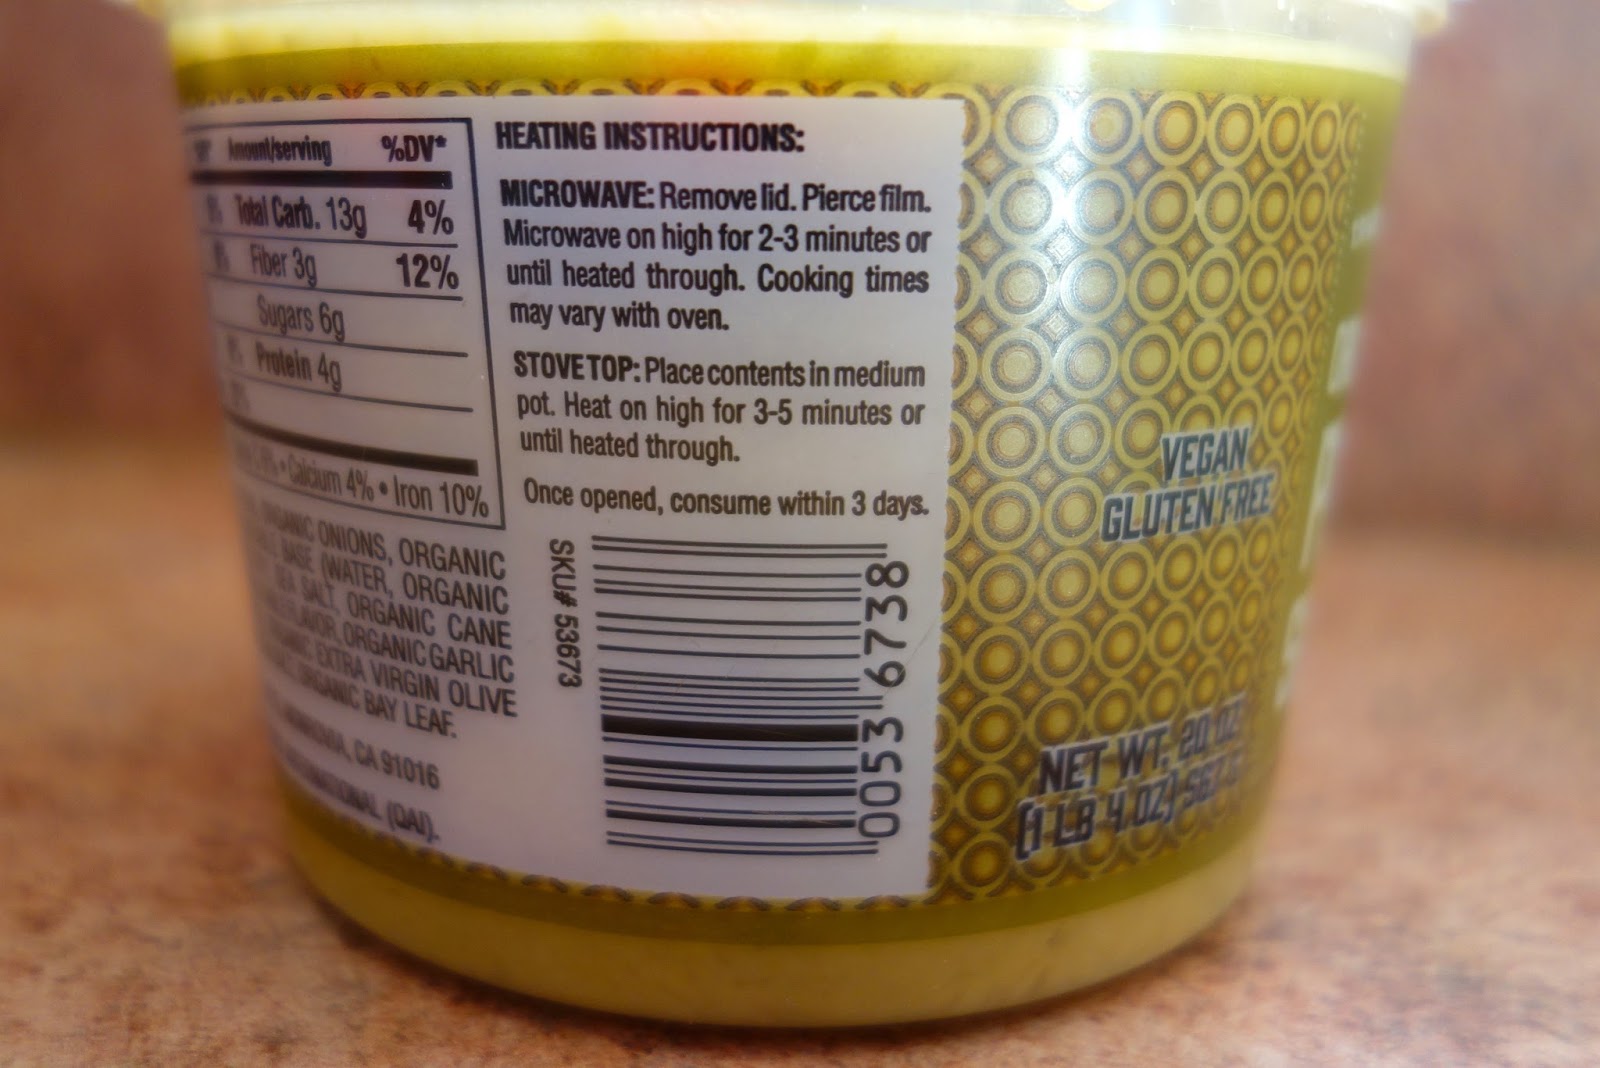 Amount/serving %DV*
Total Carb. 13g 4%
Fiber 3g 12%
Sugars 6g
Protein 4g
Calcium 4% • Iron 10%
ONIONS, ORGANIC
BASE (WATER, ORGANIC
SEA SALT, ORGANIC CANE
FLAVOR, ORGANIC GARLIC
EXTRA VIRGIN OLIVE
ORGANIC BAY LEAF.
CA 91016
(QAI).
HEATING INSTRUCTIONS:
MICROWAVE: Remove lid. Pierce film.
Microwave on high for 2-3 minutes or
until heated through. Cooking times
may vary with oven.
STOVE TOP: Place contents in medium
pot. Heat on high for 3-5 minutes or
until heated through.
Once opened, consume within 3 days.
SKU# 53673
0053 6738
VEGAN
GLUTEN FREE
NET WT. 20 OZ
(1 LB 4 OZ)